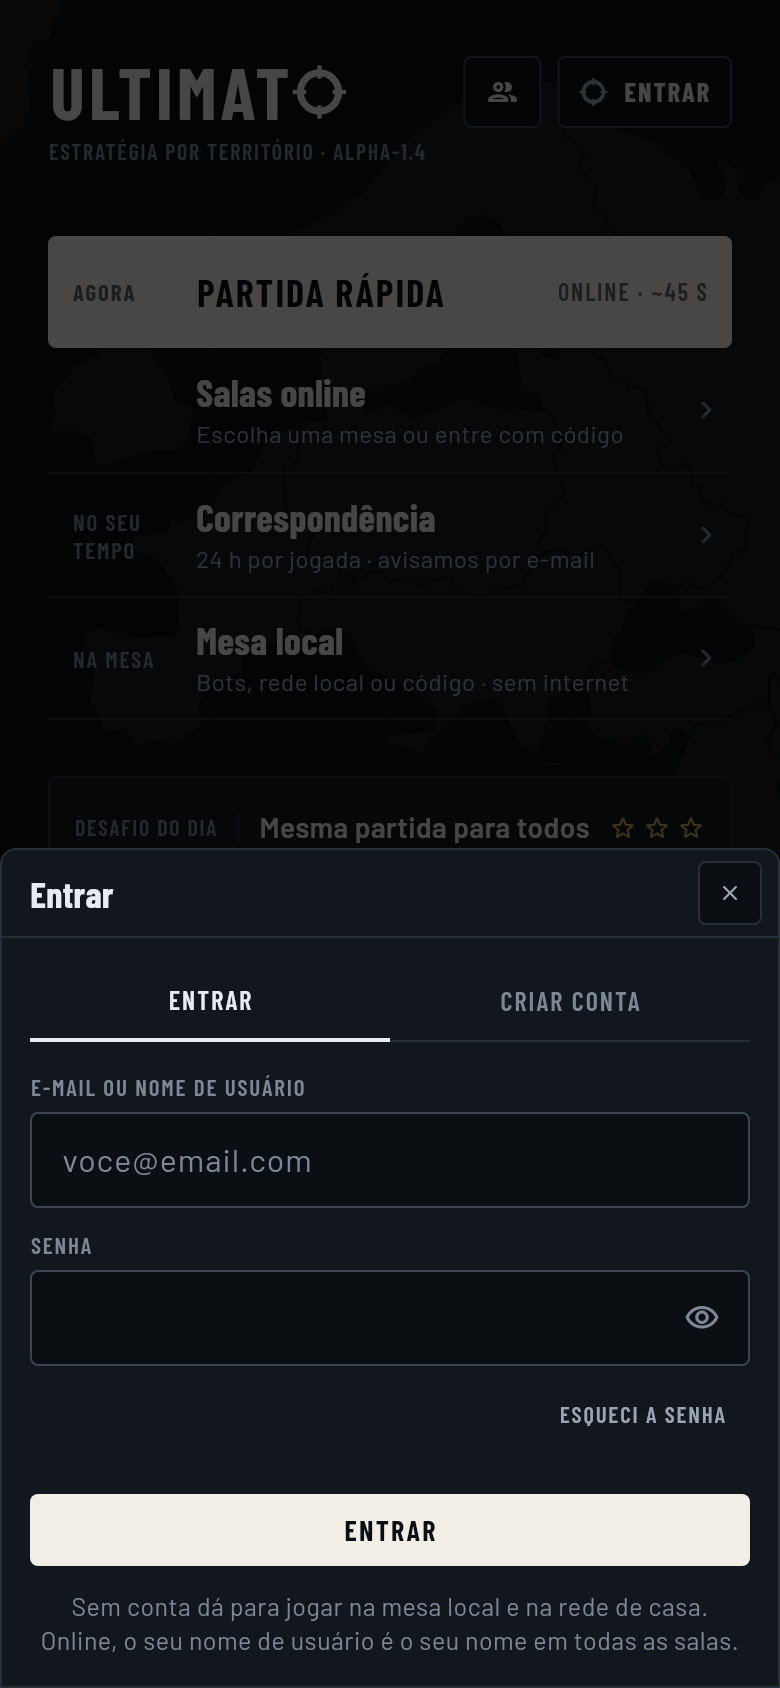 ULTIMATO
ENTRAR
ESTRATÉGIA POR TERRITÓRIO · ALPHA-1.4
AGORA PARTIDA RÁPIDA ONLINE · ~45 S
Salas online
Escolha uma mesa ou entre com código
NO SEU TEMPO
Correspondência
24 h por jogada · avisamos por e-mail
NA MESA
Mesa local
Bots, rede local ou código · sem internet
DESAFIO DO DIA Mesma partida para todos
Entrar
ENTRAR CRIAR CONTA
E-MAIL OU NOME DE USUÁRIO
voce@email.com
SENHA
ESQUECI A SENHA
ENTRAR
Sem conta dá para jogar na mesa local e na rede de casa.
Online, o seu nome de usuário é o seu nome em todas as salas.